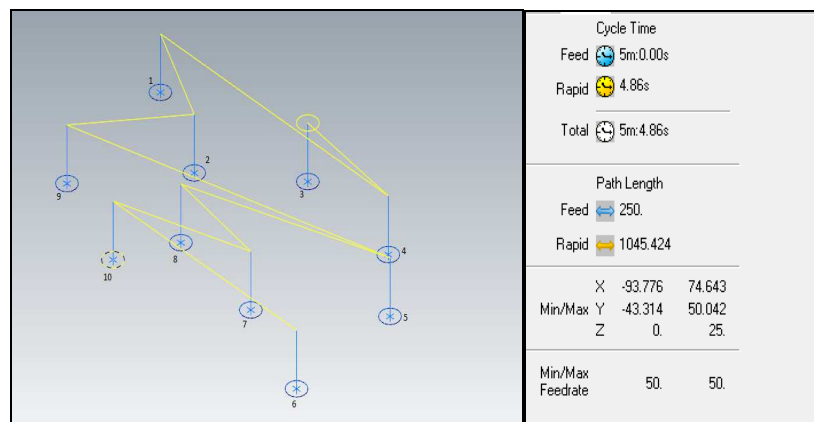 1
2
3
4
5
6
7
8
9
10
Cycle Time
Feed 5m:0.00s
Rapid 4.86s
Total 5m:4.86s
Path Length
Feed 250.
Rapid 1045.424
X -93.776 74.643
Min/Max Y -43.314 50.042
Z 0. 25.
Min/Max
Feedrate 50. 50.